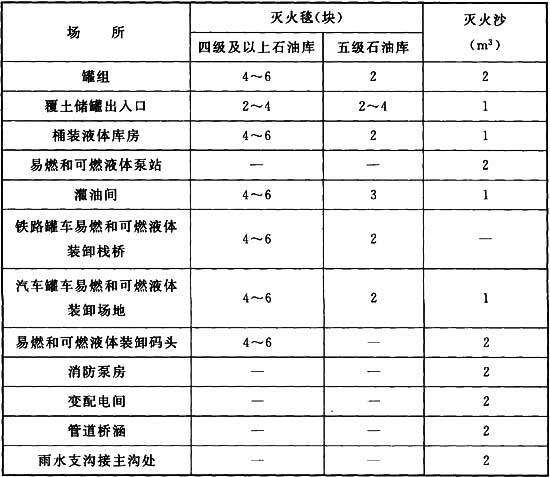 场 所 灭火毯(块) 灭火沙
(m³)
四级及以上石油库 五级石油库
罐组 4～6 2 2
覆土储罐出入口 2～4 2～4 1
桶装液体库房 4～6 2 1
易燃和可燃液体泵站 — — 2
灌油间 4～6 3 1
铁路罐车易燃和可燃液体
装卸栈桥 4～6 2 —
汽车罐车易燃和可燃液体
装卸场地 4～6 2 1
易燃和可燃液体装卸码头 4～6 — 2
消防泵房 — — 2
变配电间 — — 2
管道桥涵 — — 2
雨水支沟接主沟处 — — 2